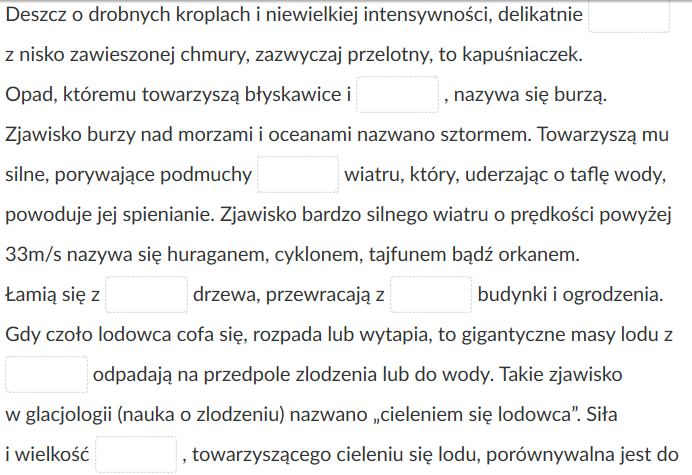 Deszcz o drobnych kroplach i niewielkiej intensywności, delikatnie
z nisko zawieszonej chmury, zazwyczaj przelotny, to kapuśniaczek.
Opad, któremu towarzyszą błyskawice i , nazywa się burzą.
Zjawisko burzy nad morzami i oceanami nazwano sztormem. Towarzyszą mu
silne, porywające podmuchy wiatru, który, uderzając o taflę wody,
powoduje jej spienianie. Zjawisko bardzo silnego wiatru o prędkości powyżej
33m/s nazywa się huraganem, cyklonem, tajfunem bądź orkanem.
Łamią się z drzewa, przewracają z budynki i ogrodzenia.
Gdy czoło lodowca cofa się, rozpada lub wytapia, to gigantyczne masy lodu z
odpadają na przedpole zlodzenia lub do wody. Takie zjawisko
w glacjologii (nauka o zlodzeniu) nazwano „cieleniem się lodowca”. Siła
i wielkość , towarzyszącego cieleniu się lodu, porównywalna jest do